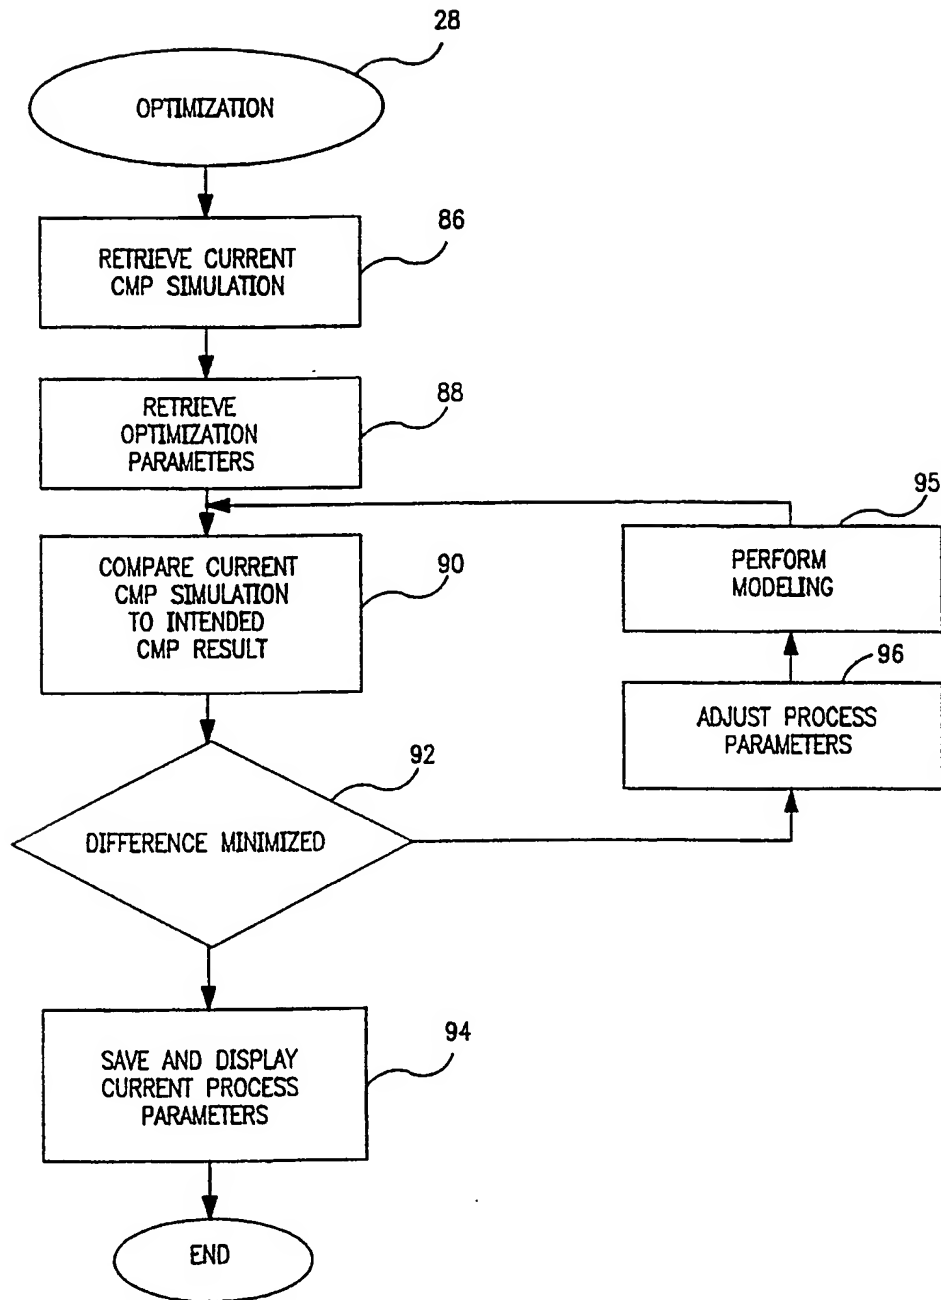 28
OPTIMIZATION
86
RETRIEVE CURRENT
CMP SIMULATION
88
RETRIEVE
OPTIMIZATION
PARAMETERS
95
PERFORM
MODELING
COMPARE CURRENT
CMP SIMULATION
TO INTENDED
CMP RESULT
90
96
ADJUST PROCESS
PARAMETERS
92
DIFFERENCE MINIMIZED
94
SAVE AND DISPLAY
CURRENT PROCESS
PARAMETERS
END